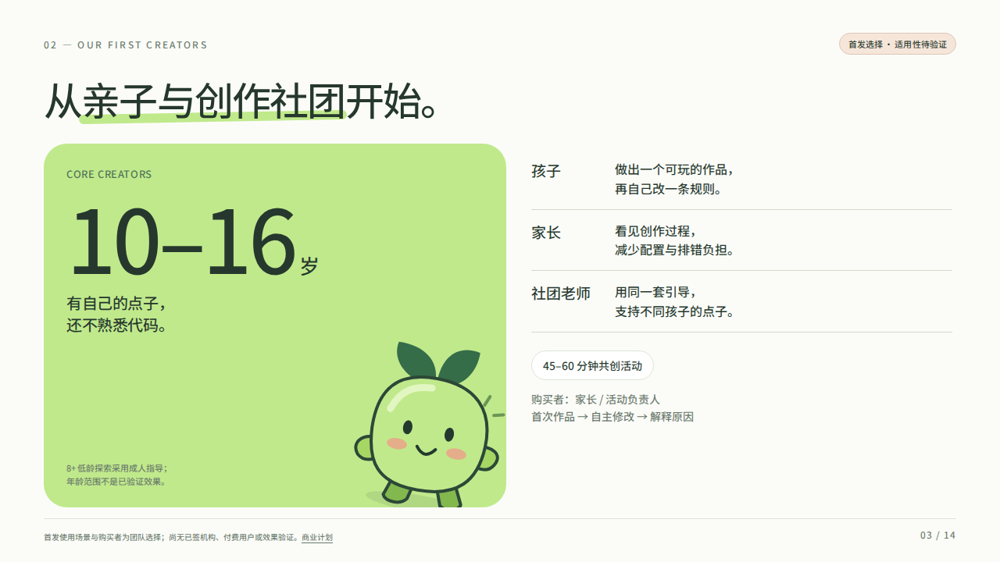 02 — OUR FIRST CREATORS
首发选择 · 适用性待验证
从亲子与创作社团开始。
CORE CREATORS
10–16岁
有自己的点子，
还不熟悉代码。
8+ 低龄探索采用成人指导；
年龄范围不是已验证效果。
孩子
做出一个可玩的作品，
再自己改一条规则。
家长
看见创作过程，
减少配置与排错负担。
社团老师
用同一套引导，
支持不同孩子的点子。
45–60 分钟共创活动
购买者：家长 / 活动负责人
首次作品 → 自主修改 → 解释原因
首发使用场景与购买者为团队选择；尚无已签机构、付费用户或效果验证。商业计划
03 / 14